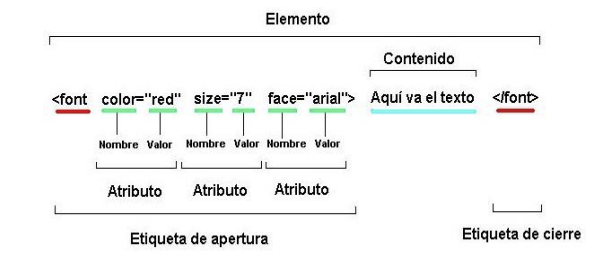 Elemento
Contenido
<font color="red" size="7" face="arial"> Aquí va el texto </font>
Nombre Valor Nombre Valor Nombre Valor
Atributo Atributo Atributo
Etiqueta de apertura Etiqueta de cierre